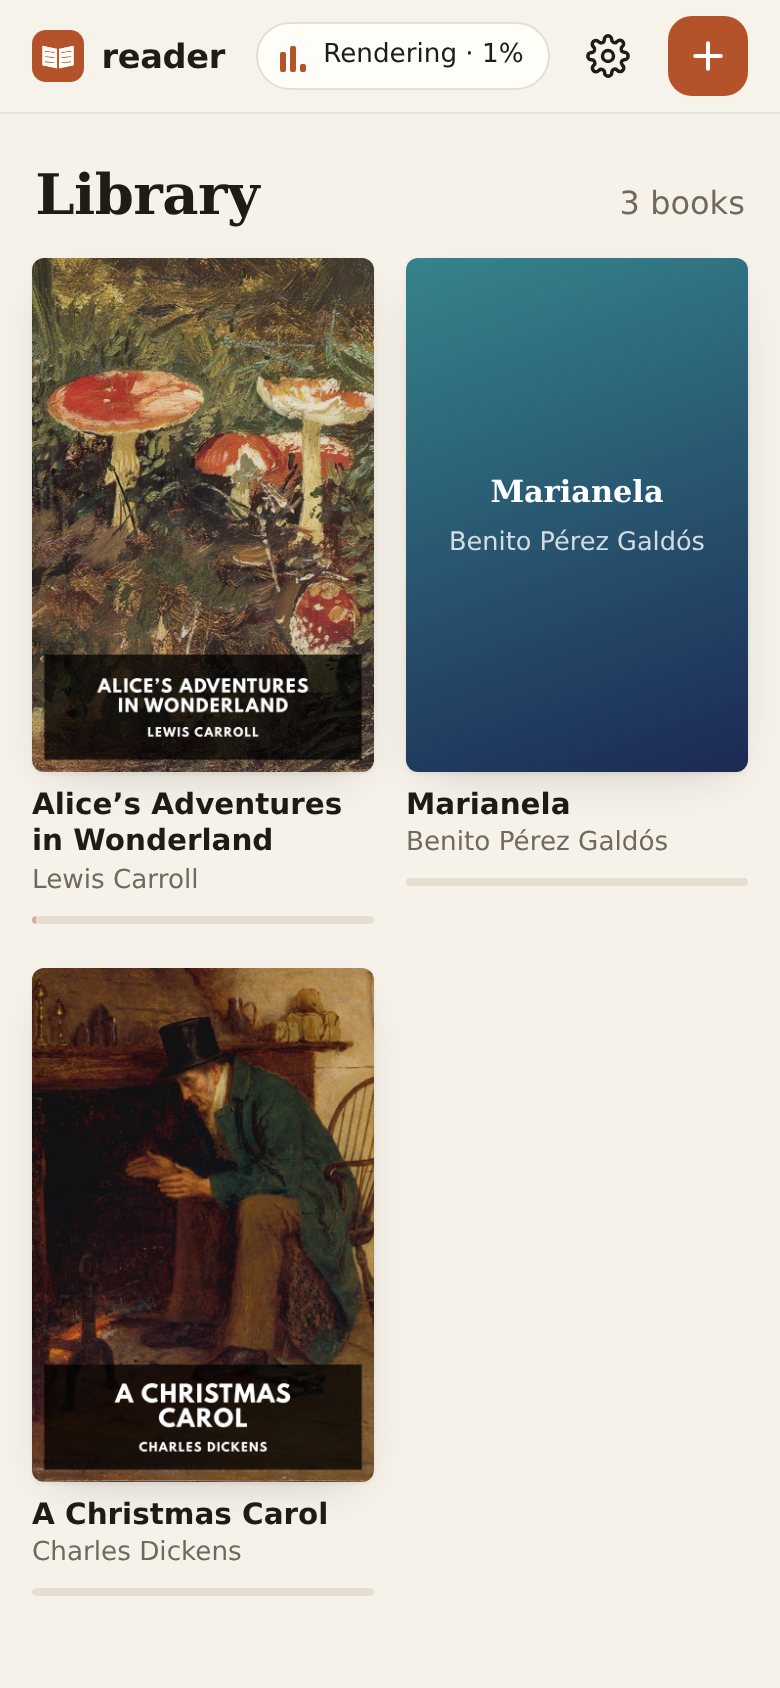 reader
Rendering · 1%
Library
3 books
ALICE’S ADVENTURES
IN WONDERLAND
LEWIS CARROLL
Alice’s Adventures
in Wonderland
Lewis Carroll
Marianela
Benito Pérez Galdós
Marianela
Benito Pérez Galdós
A CHRISTMAS
CAROL
CHARLES DICKENS
A Christmas Carol
Charles Dickens